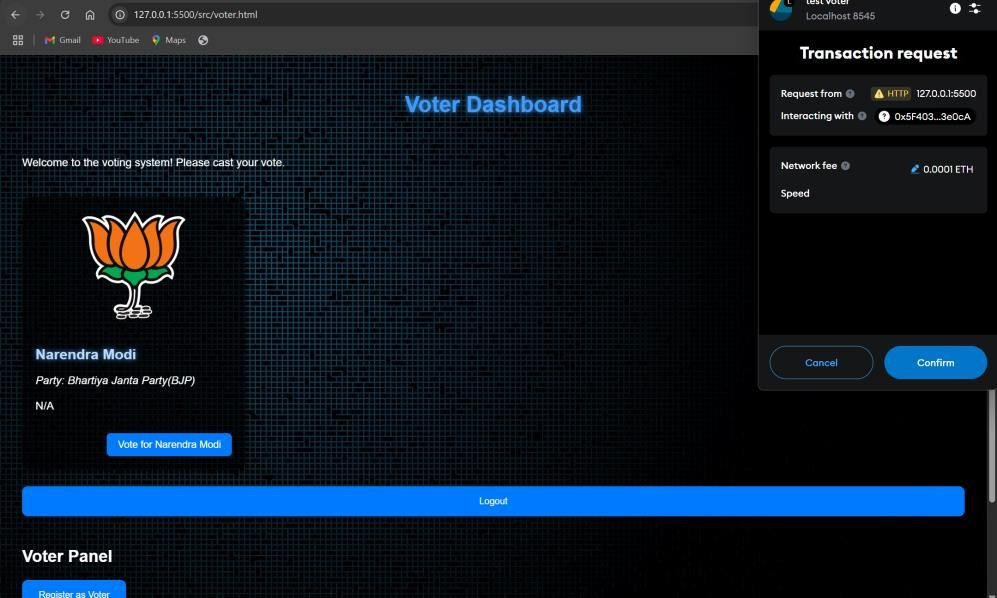 127.0.0.1:5500/src/voter.html
Gmail
YouTube
Maps
Voter Dashboard
Welcome to the voting system! Please cast your vote.
Narendra Modi
Party: Bhartiya Janta Party(BJP)
N/A
Vote for Narendra Modi
Logout
Voter Panel
Register as Voter
test voter
Localhost 8545
Transaction request
Request from HTTP 127.0.0.1:5500
Interacting with 0x5F403...3e0cA
Network fee 0.0001 ETH
Speed
Cancel Confirm